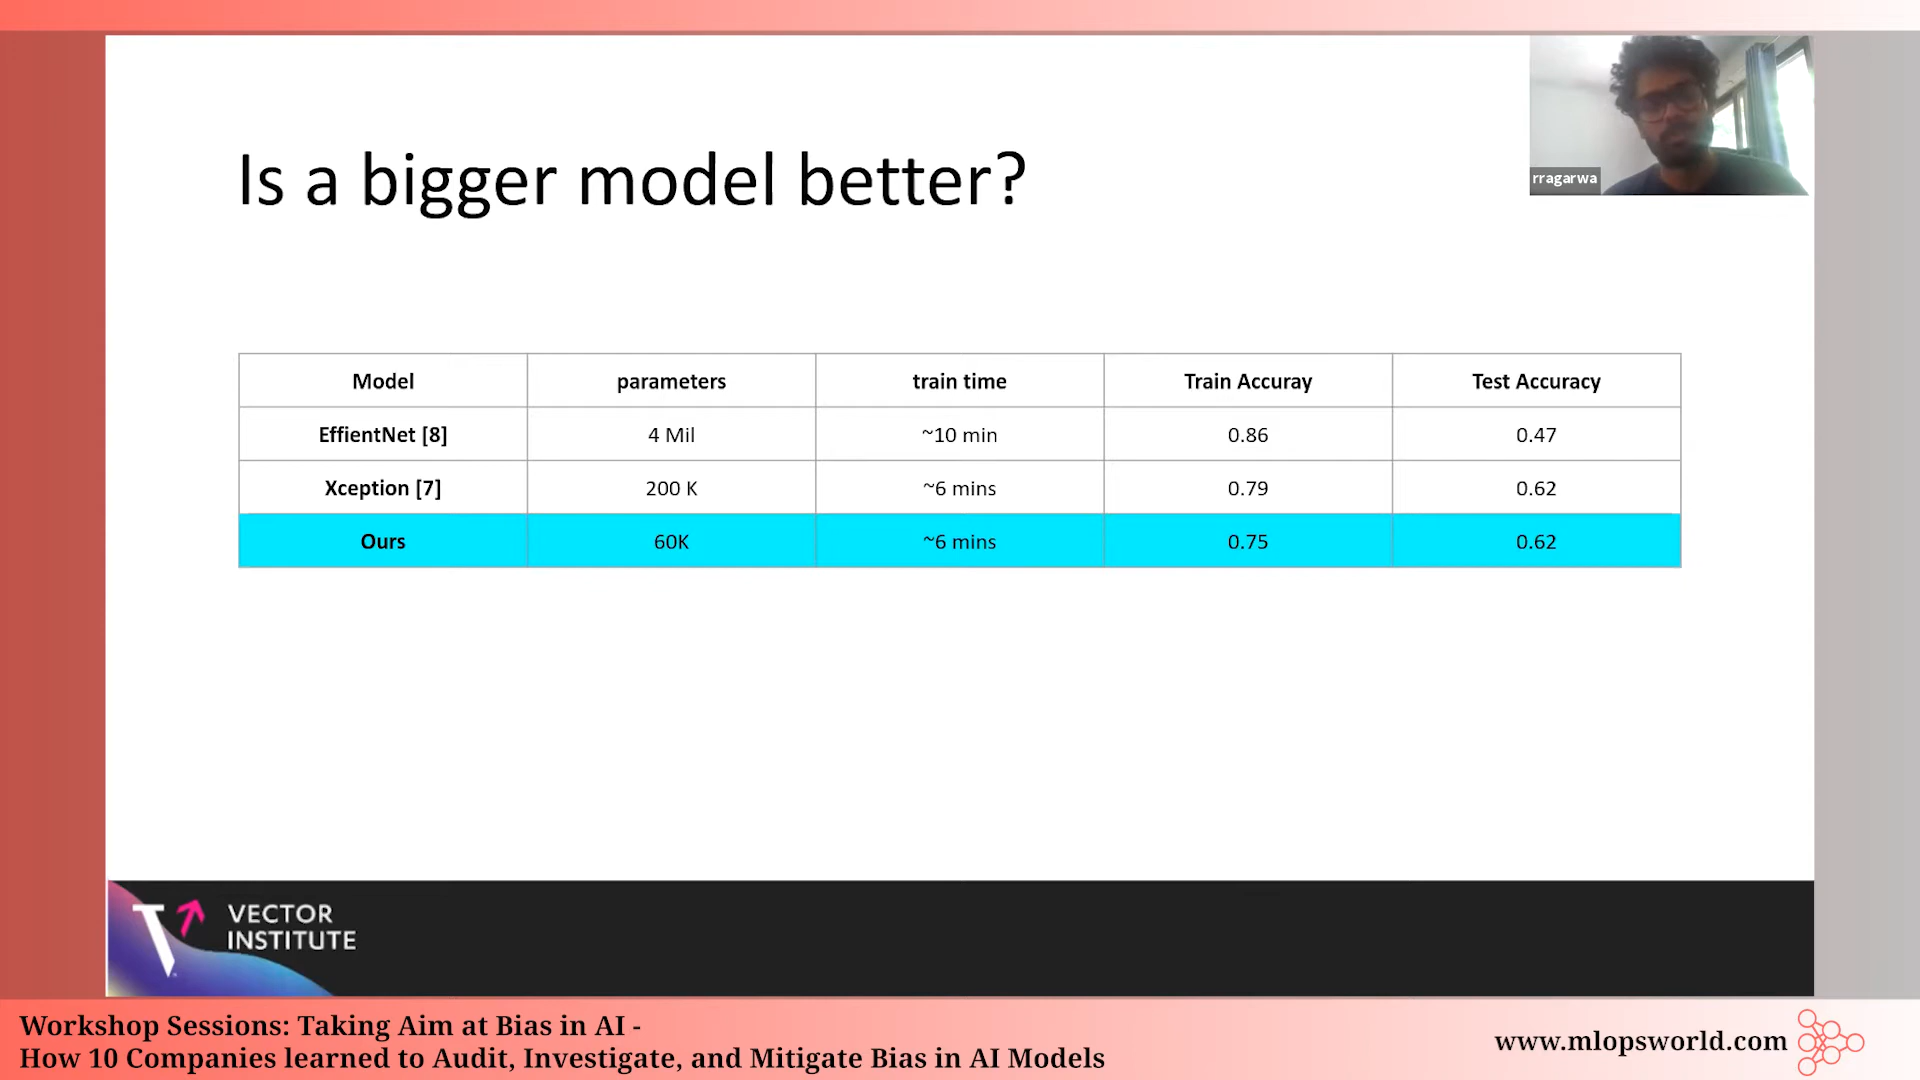 rragarwa
Is a bigger model better?
Model parameters train time Train Accuray Test Accuracy
EffientNet [8] 4 Mil ~10 min 0.86 0.47
Xception [7] 200 K ~6 mins 0.79 0.62
Ours 60K ~6 mins 0.75 0.62
VECTOR
INSTITUTE
Workshop Sessions: Taking Aim at Bias in AI -
How 10 Companies learned to Audit, Investigate, and Mitigate Bias in AI Models
www.mlopsworld.com